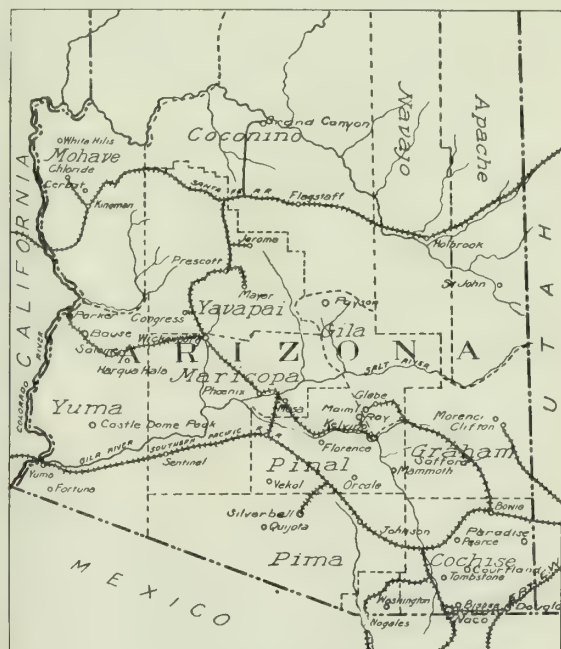 Grand Canyon
Coconino
Navajo
Apache
White Hills
Mohave
Chloride
Cerbat
Kingman
SANTA FE R.R.
Flagstaff
Holbrook
CALIFORNIA
Jerome
Prescott
St John
Mayer
Congress
Yavapai
Payson
Gila
UTAH
Parker
Bouse
Salome
Wickenburg
ARIZONA
Harqua Hala
Maricopa
SALT RIVER
COLORADO RIVER
Phoenix
Mesa
Globe
Miami
Ray
Kelvin
Morenci
Clifton
Yuma
Castle Dome Peak
Florence
Graham
Safford
GILA RIVER
SOUTHERN PACIFIC R.R.
Sentinel
Pinal
Mammoth
Yuma
Fortuna
Vekol
Orcale
Bowie
Silverbell
Quijota
Johnson
Paradise
Pearce
Pima
Cochise
Courtland
Tombstone
MEXICO
Washington
Bisbee
Douglas
Naco
Nogales